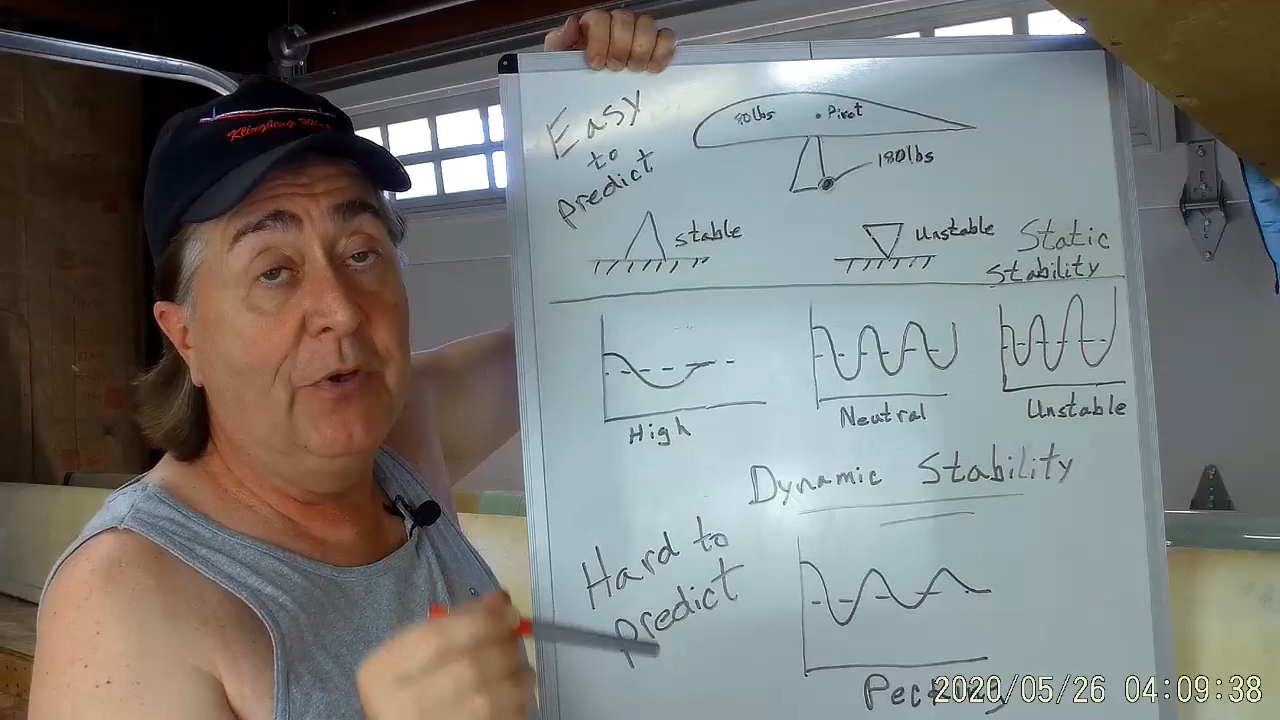 Easy
to
predict
80lbs
Pivot
180lbs
stable
Unstable
Static
Stability
High
Neutral
Unstable
Dynamic Stability
Hard to
predict
2020/05/26 04:09:38